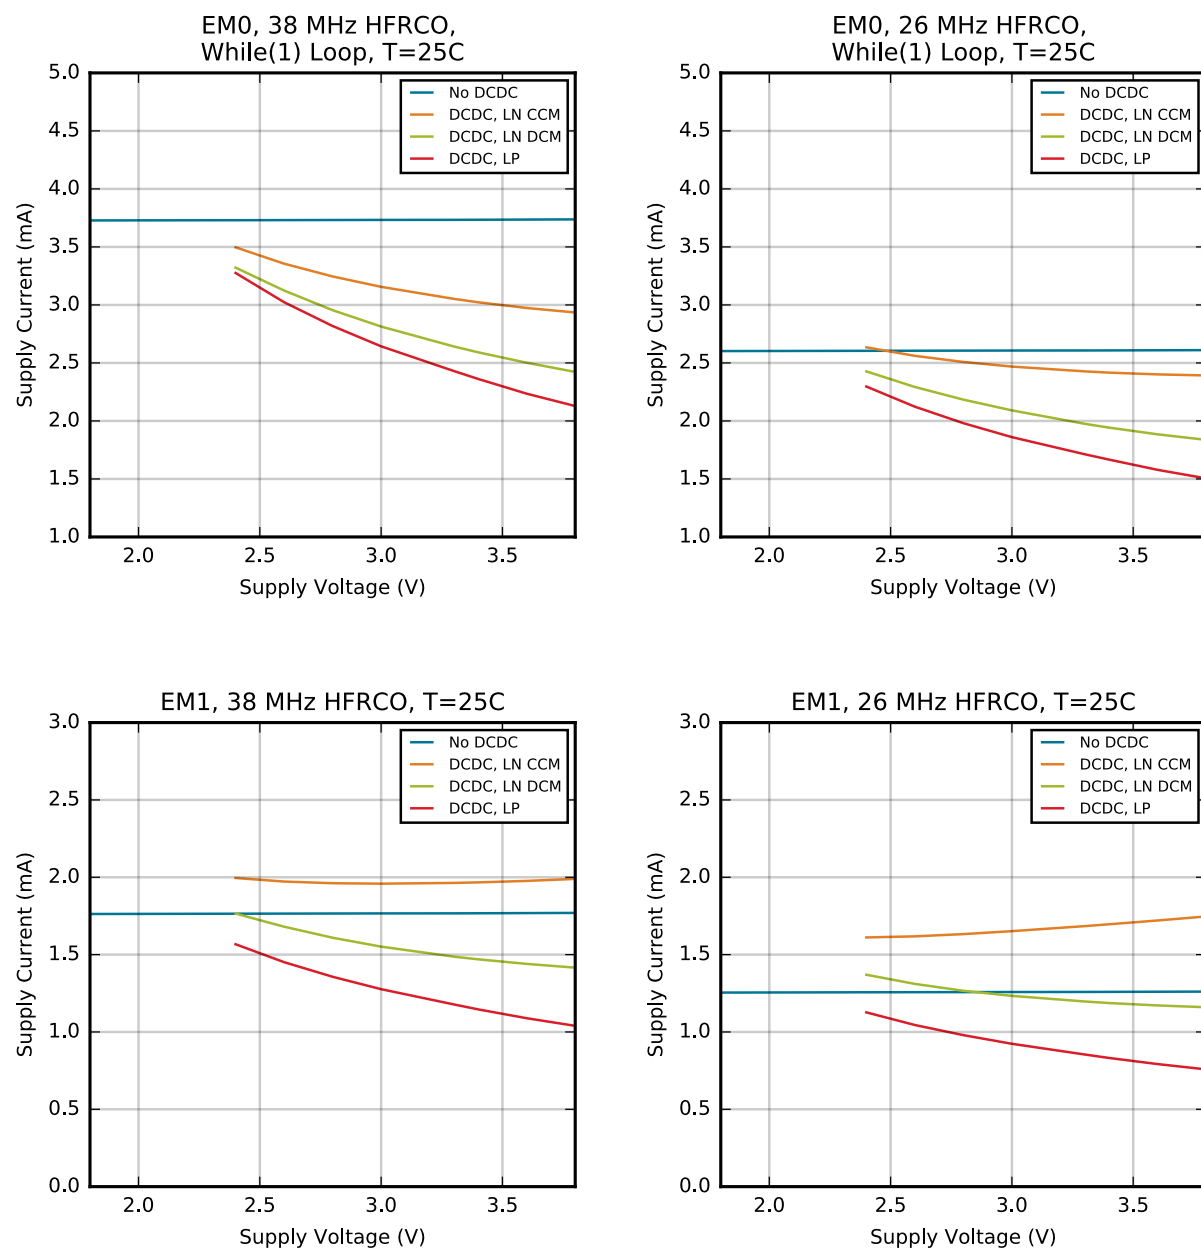 EM0, 38 MHz HFRCO,
While(1) Loop, T=25C
5.0
4.5
4.0
3.5
3.0
2.5
2.0
1.5
1.0
Supply Current (mA)
No DCDC
DCDC, LN CCM
DCDC, LN DCM
DCDC, LP
2.0 2.5 3.0 3.5
Supply Voltage (V)
EM0, 26 MHz HFRCO,
While(1) Loop, T=25C
5.0
4.5
4.0
3.5
3.0
2.5
2.0
1.5
1.0
Supply Current (mA)
No DCDC
DCDC, LN CCM
DCDC, LN DCM
DCDC, LP
2.0 2.5 3.0 3.5
Supply Voltage (V)
EM1, 38 MHz HFRCO, T=25C
3.0
2.5
2.0
1.5
1.0
0.5
0.0
Supply Current (mA)
No DCDC
DCDC, LN CCM
DCDC, LN DCM
DCDC, LP
2.0 2.5 3.0 3.5
Supply Voltage (V)
EM1, 26 MHz HFRCO, T=25C
3.0
2.5
2.0
1.5
1.0
0.5
0.0
Supply Current (mA)
No DCDC
DCDC, LN CCM
DCDC, LN DCM
DCDC, LP
2.0 2.5 3.0 3.5
Supply Voltage (V)